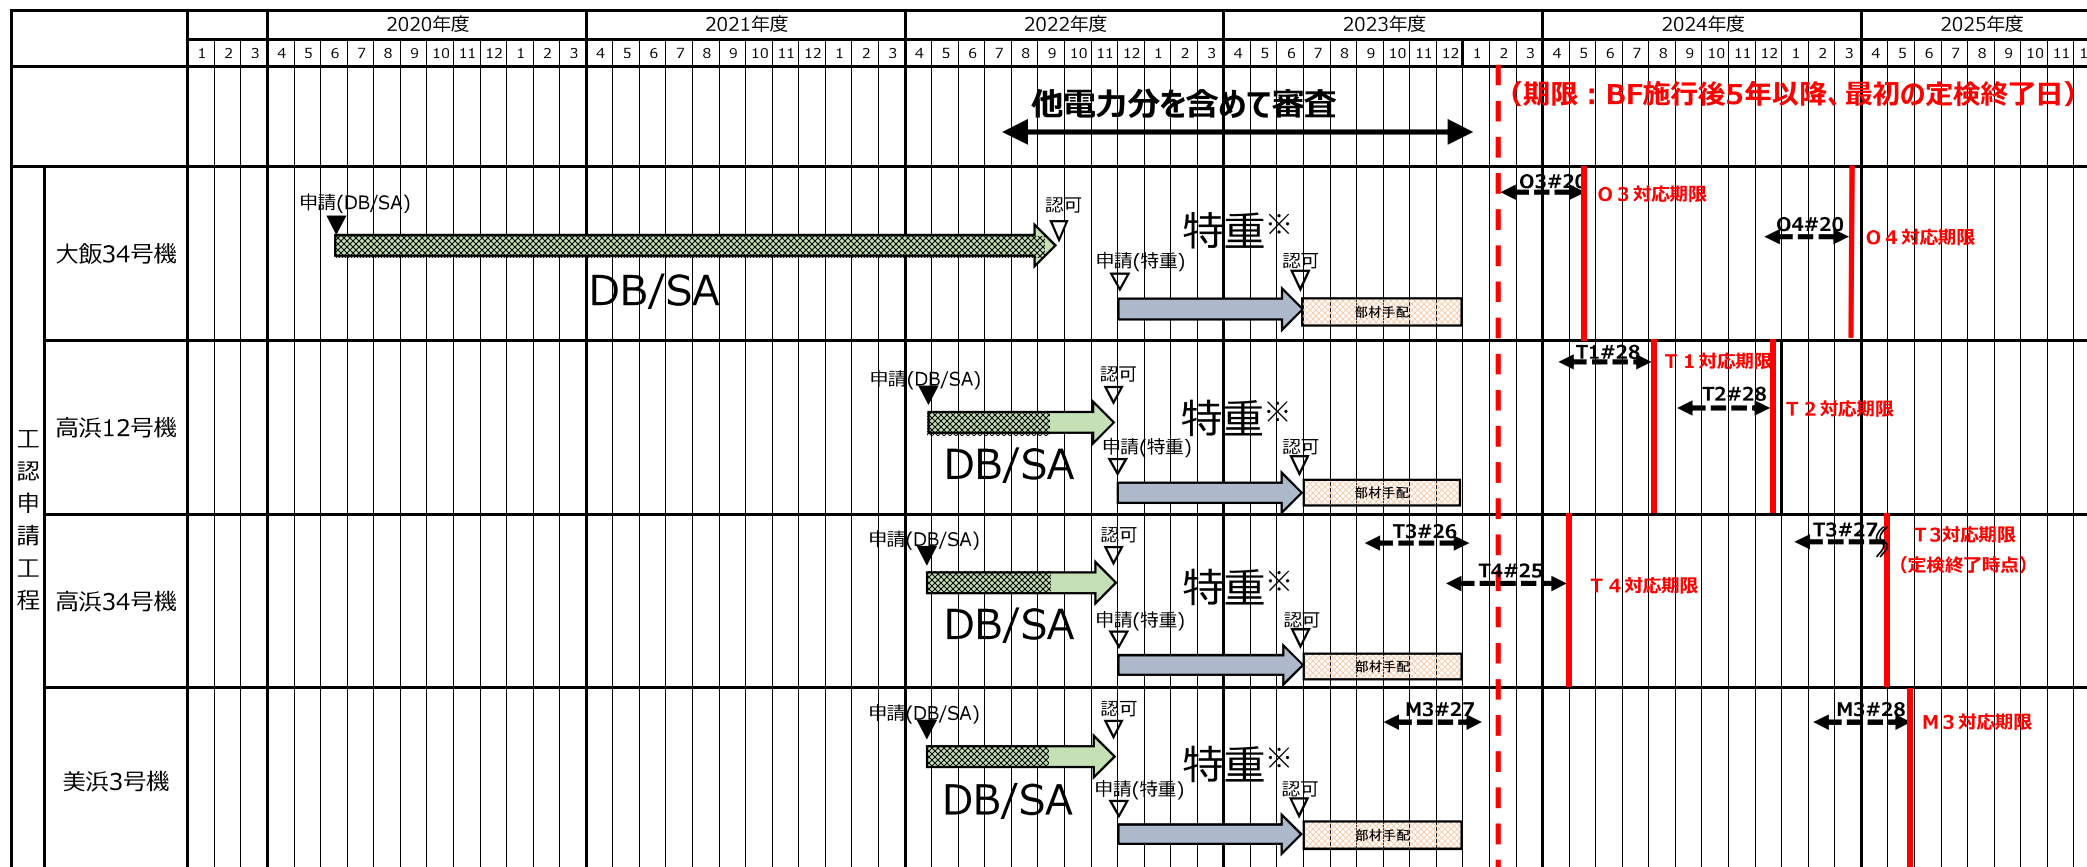 2020年度 2021年度 2022年度 2023年度 2024年度 2025年度
1 2 3 4 5 6 7 8 9 10 11 12 1 2 3 4 5 6 7 8 9 10 11 12 1 2 3 4 5 6 7 8 9 10 11 12 1 2 3 4 5 6 7 8 9 10 11 12 1 2 3 4 5 6 7 8 9 10 11 12 1 2 3 4 5 6 7 8 9 10 11 1
他電力分を含めて審査
（期限：BF施行後5年以降、最初の定検終了日）
工認申請工程
大飯34号機
申請(DB/SA)
認可
DB/SA
特重※
申請(特重)
認可
部材手配
O3#20
O３対応期限
O4#20
O４対応期限
高浜12号機
申請(DB/SA)
認可
DB/SA
特重※
申請(特重)
認可
部材手配
T1#28
T１対応期限
T2#28
T２対応期限
高浜34号機
申請(DB/SA)
認可
DB/SA
特重※
申請(特重)
認可
部材手配
T3#26
T4#25
T４対応期限
T3#27
T3対応期限
（定検終了時点）
美浜3号機
申請(DB/SA)
認可
DB/SA
特重※
申請(特重)
認可
部材手配
M3#27
M3#28
M３対応期限